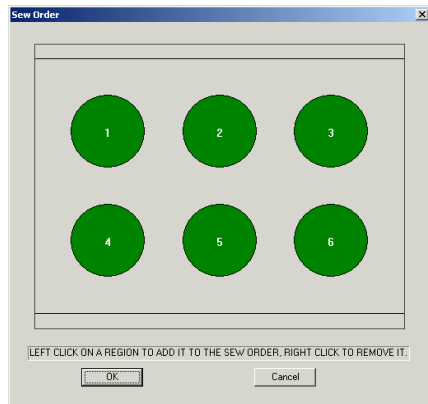 Sew Order
1 2 3
4 5 6
LEFT CLICK ON A REGION TO ADD IT TO THE SEW ORDER, RIGHT CLICK TO REMOVE IT.
OK Cancel